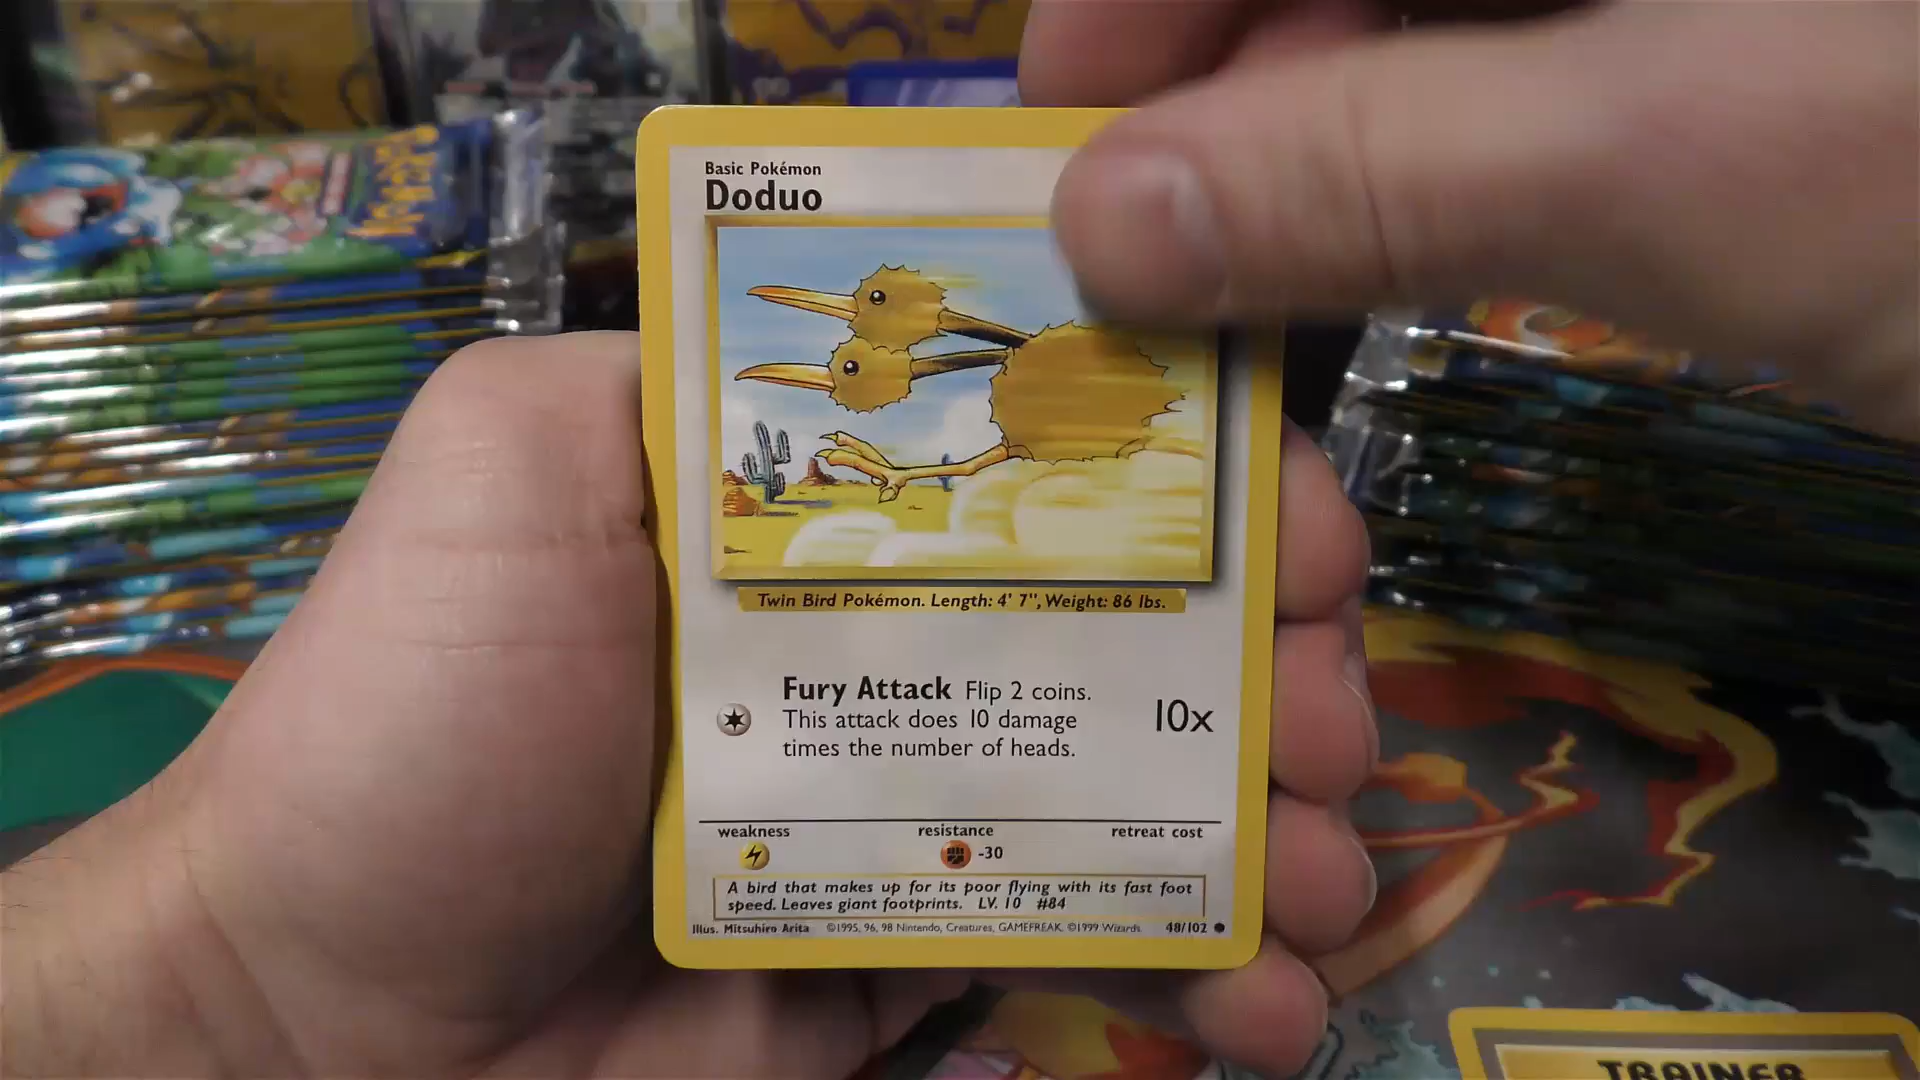 Basic Pokémon
Doduo
Twin Bird Pokémon. Length: 4' 7", Weight: 86 lbs.
Fury Attack Flip 2 coins.
This attack does 10 damage
times the number of heads.
10x
weakness resistance retreat cost
-30
A bird that makes up for its poor flying with its fast foot
speed. Leaves giant footprints. LV. 10 #84
Illus. Mitsuhiro Arita ©1995, 96, 98 Nintendo, Creatures, GAMEFREAK. ©1999 Wizards. 48/102
TRAINER